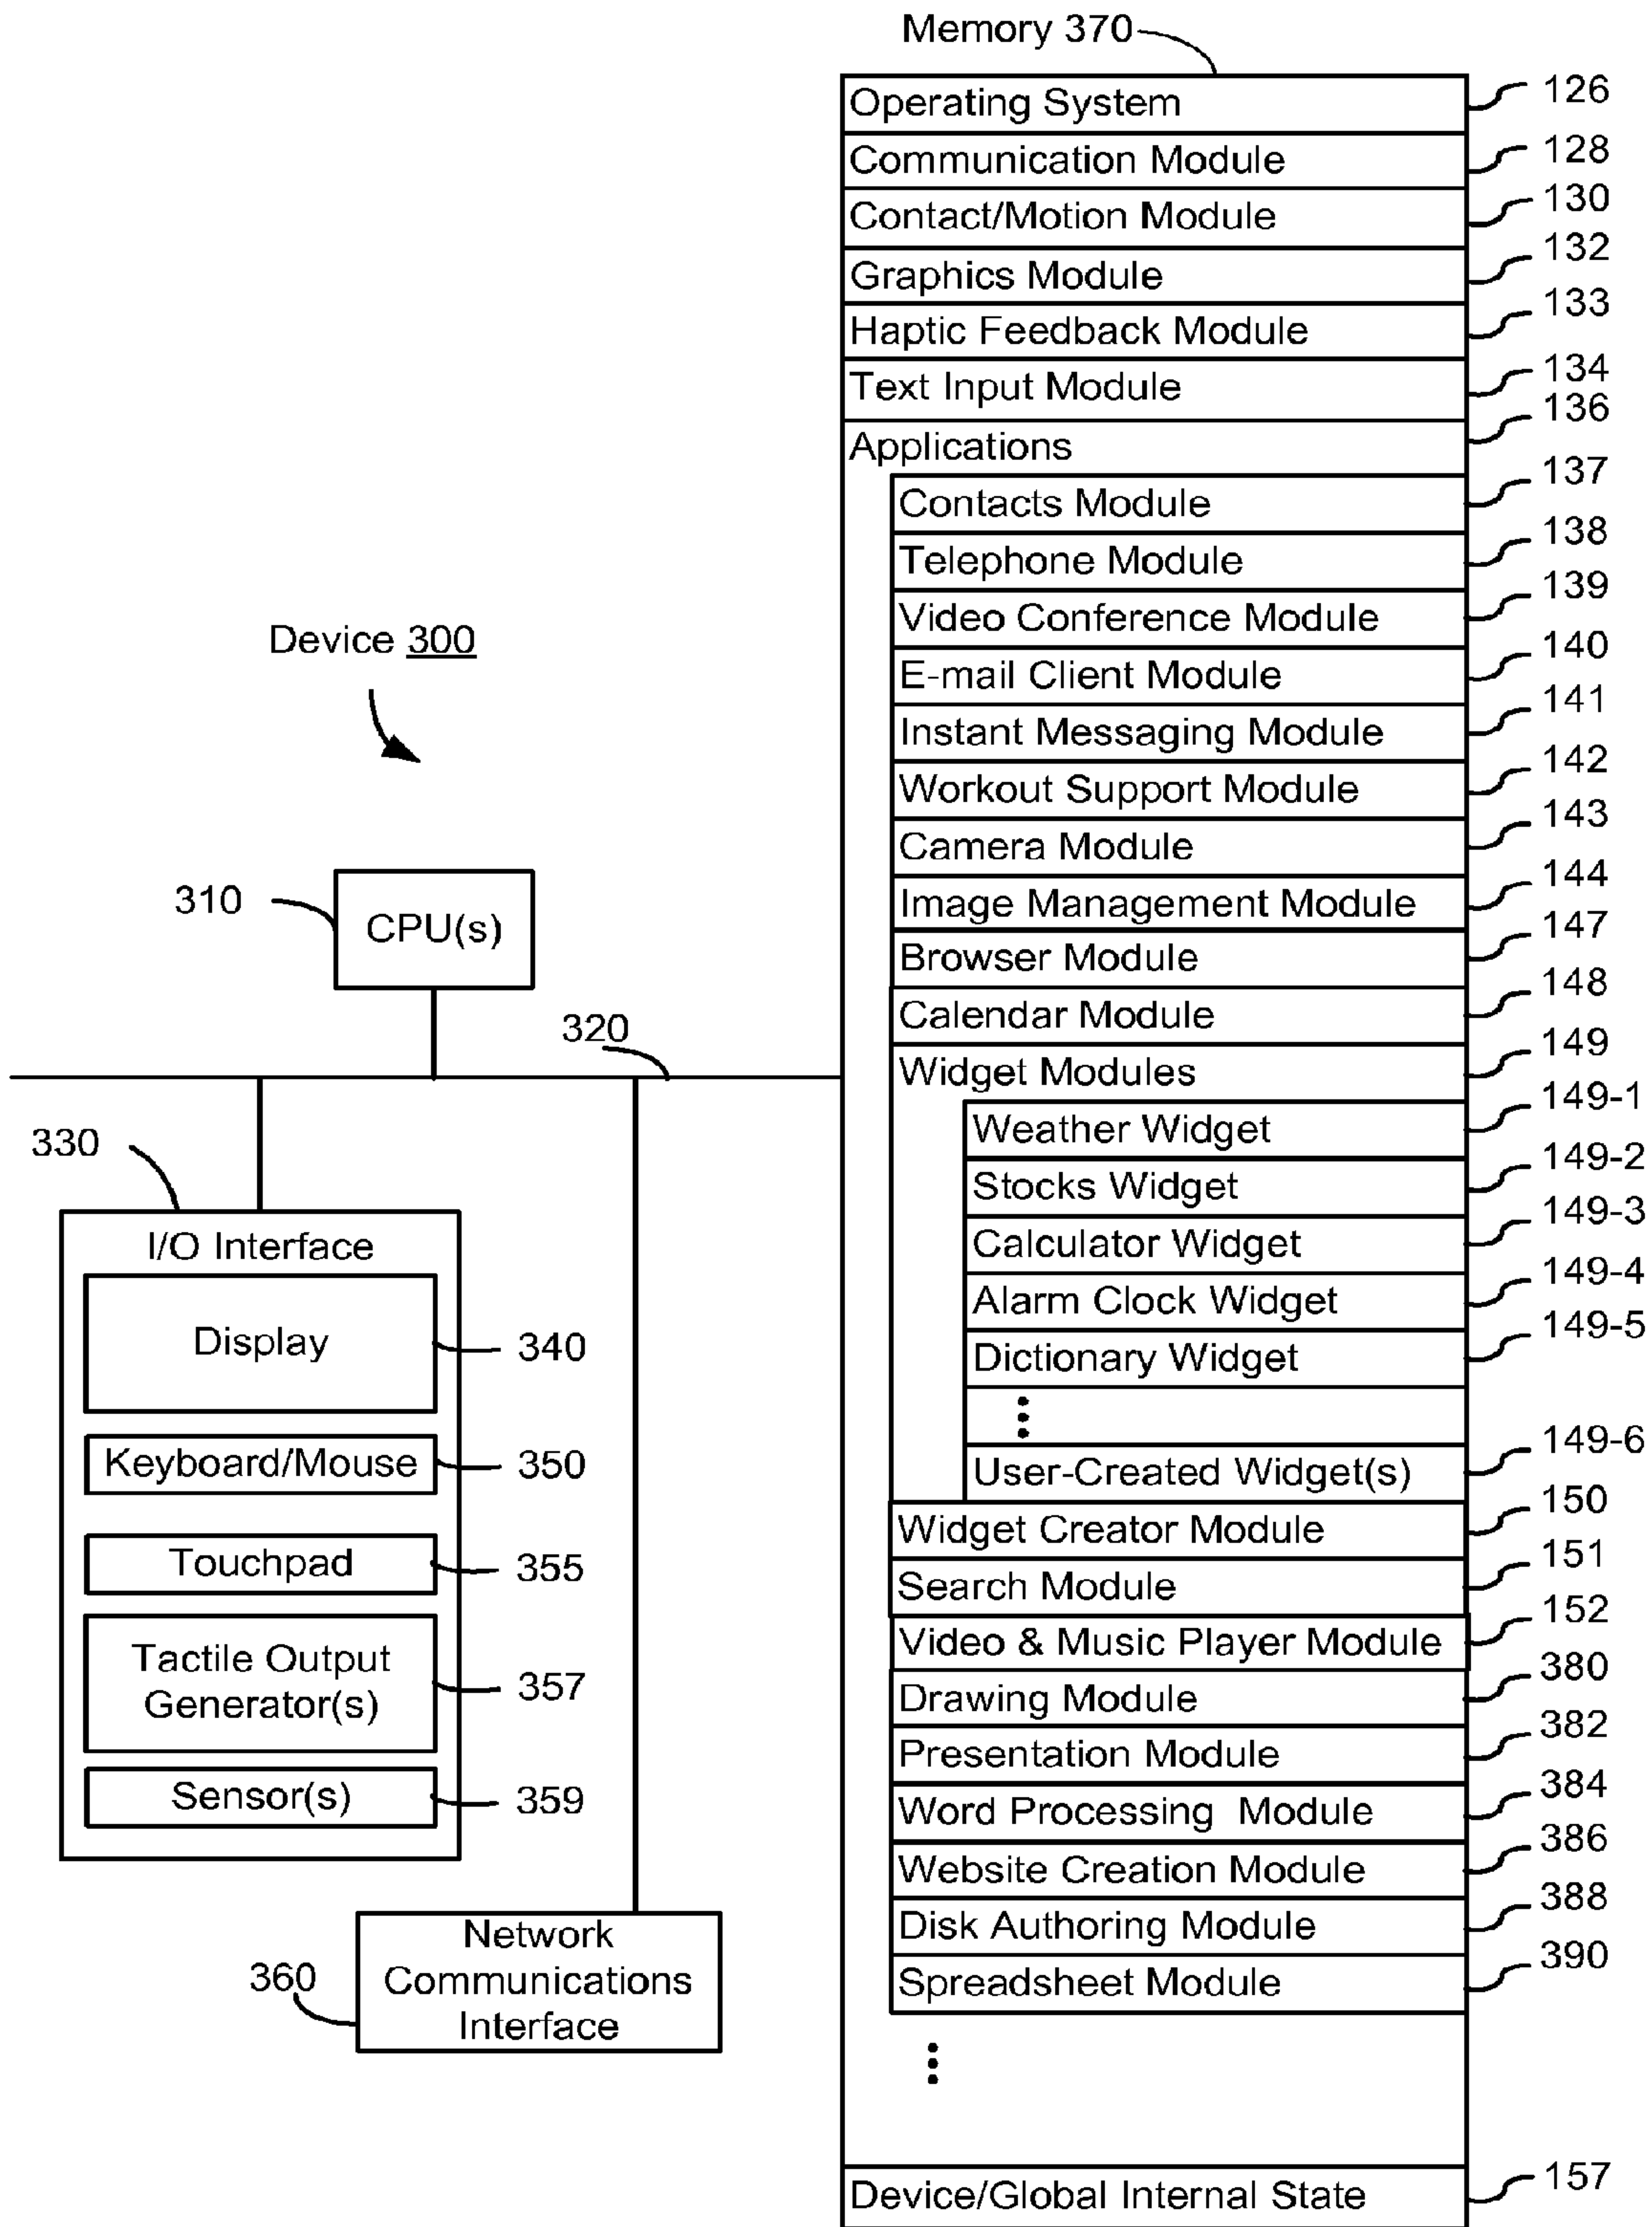 Memory 370
Operating System 126
Communication Module 128
Contact/Motion Module 130
Graphics Module 132
Haptic Feedback Module 133
Text Input Module 134
Applications 136
Contacts Module 137
Telephone Module 138
Video Conference Module 139
E-mail Client Module 140
Instant Messaging Module 141
Workout Support Module 142
Camera Module 143
Image Management Module 144
Browser Module 147
Calendar Module 148
Widget Modules 149
Weather Widget 149-1
Stocks Widget 149-2
Calculator Widget 149-3
Alarm Clock Widget 149-4
Dictionary Widget 149-5
User-Created Widget(s) 149-6
Widget Creator Module 150
Search Module 151
Video & Music Player Module 152
Drawing Module 380
Presentation Module 382
Word Processing Module 384
Website Creation Module 386
Disk Authoring Module 388
Spreadsheet Module 390
Device/Global Internal State 157
Device 300
310
CPU(s)
320
330
I/O Interface
Display 340
Keyboard/Mouse 350
Touchpad 355
Tactile Output
Generator(s) 357
Sensor(s) 359
360
Network
Communications
Interface